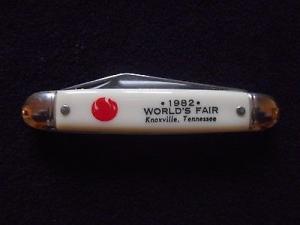 • 1982 •
WORLD'S FAIR
Knoxville, Tennessee